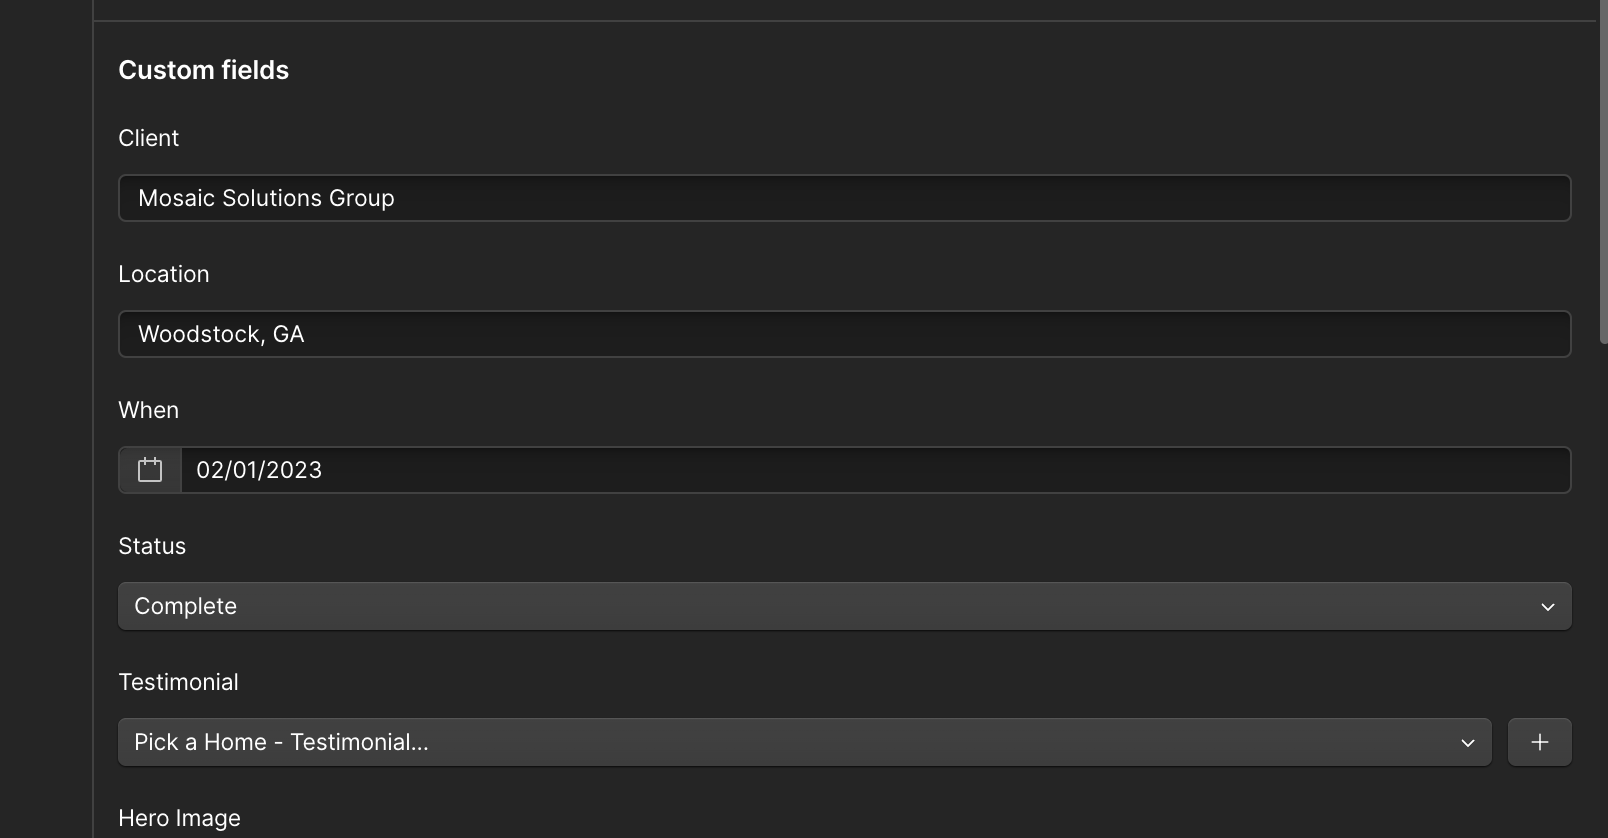 Custom fields
Client
Mosaic Solutions Group
Location
Woodstock, GA
When
02/01/2023
Status
Complete
Testimonial
Pick a Home - Testimonial...
Hero Image